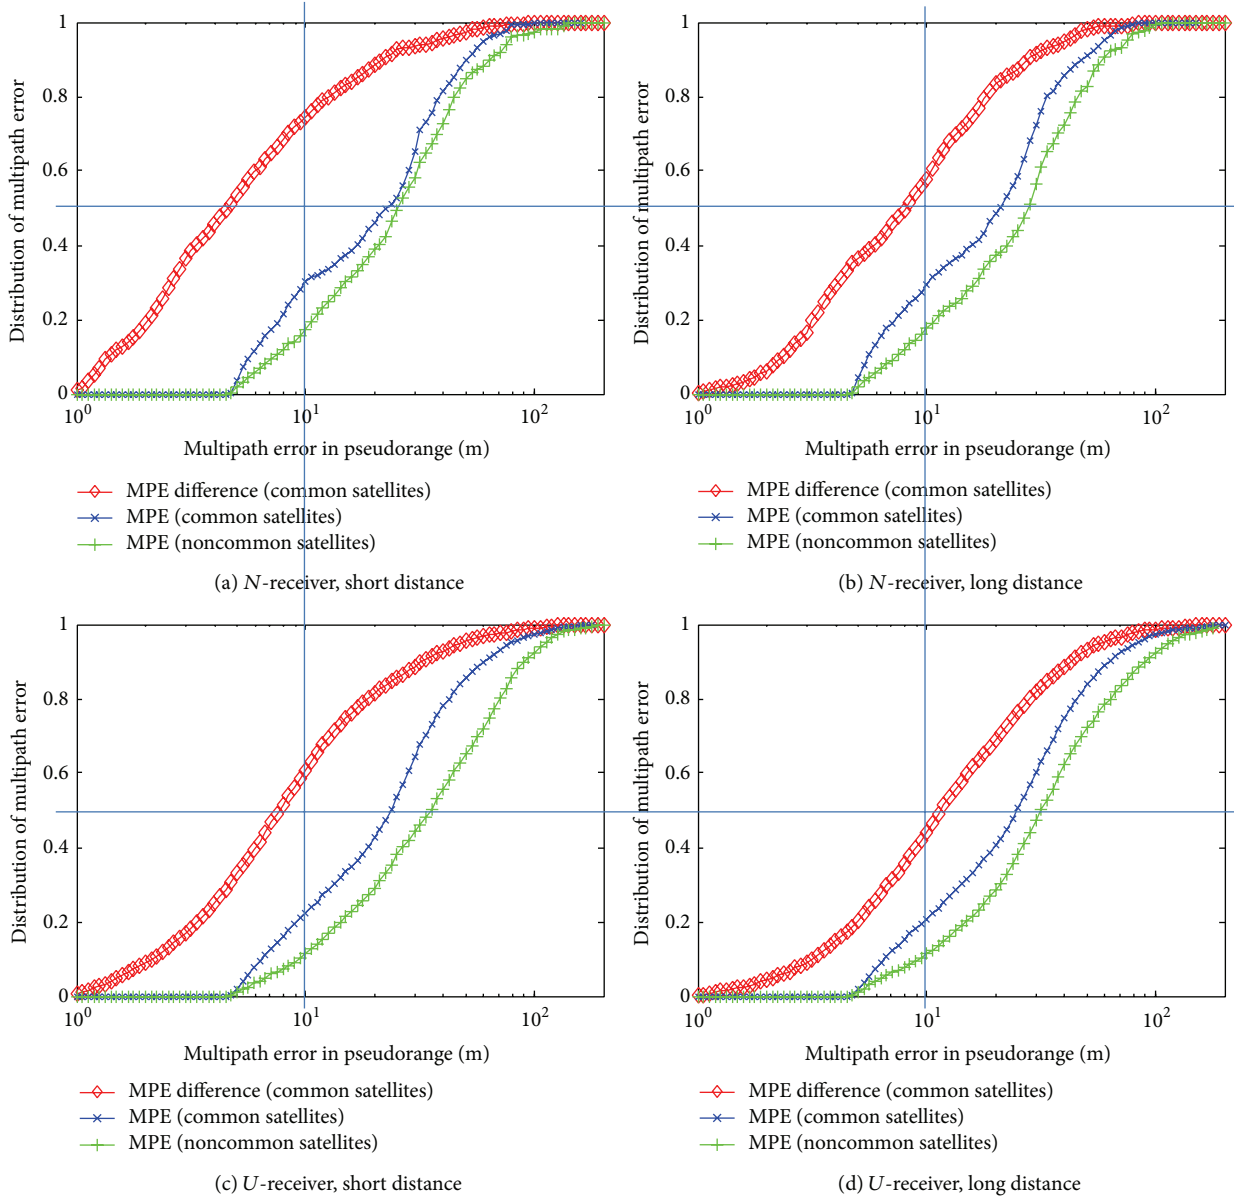 1
0.8
0.6
0.4
0.2
0
Distribution of multipath error
10^0
10^1
10^2
Multipath error in pseudorange (m)
MPE difference (common satellites)
MPE (common satellites)
MPE (noncommon satellites)
(a) N-receiver, short distance
1
0.8
0.6
0.4
0.2
0
Distribution of multipath error
10^0
10^1
10^2
Multipath error in pseudorange (m)
MPE difference (common satellites)
MPE (common satellites)
MPE (noncommon satellites)
(b) N-receiver, long distance
1
0.8
0.6
0.4
0.2
0
Distribution of multipath error
10^0
10^1
10^2
Multipath error in pseudorange (m)
MPE difference (common satellites)
MPE (common satellites)
MPE (noncommon satellites)
(c) U-receiver, short distance
1
0.8
0.6
0.4
0.2
0
Distribution of multipath error
10^0
10^1
10^2
Multipath error in pseudorange (m)
MPE difference (common satellites)
MPE (common satellites)
MPE (noncommon satellites)
(d) U-receiver, long distance